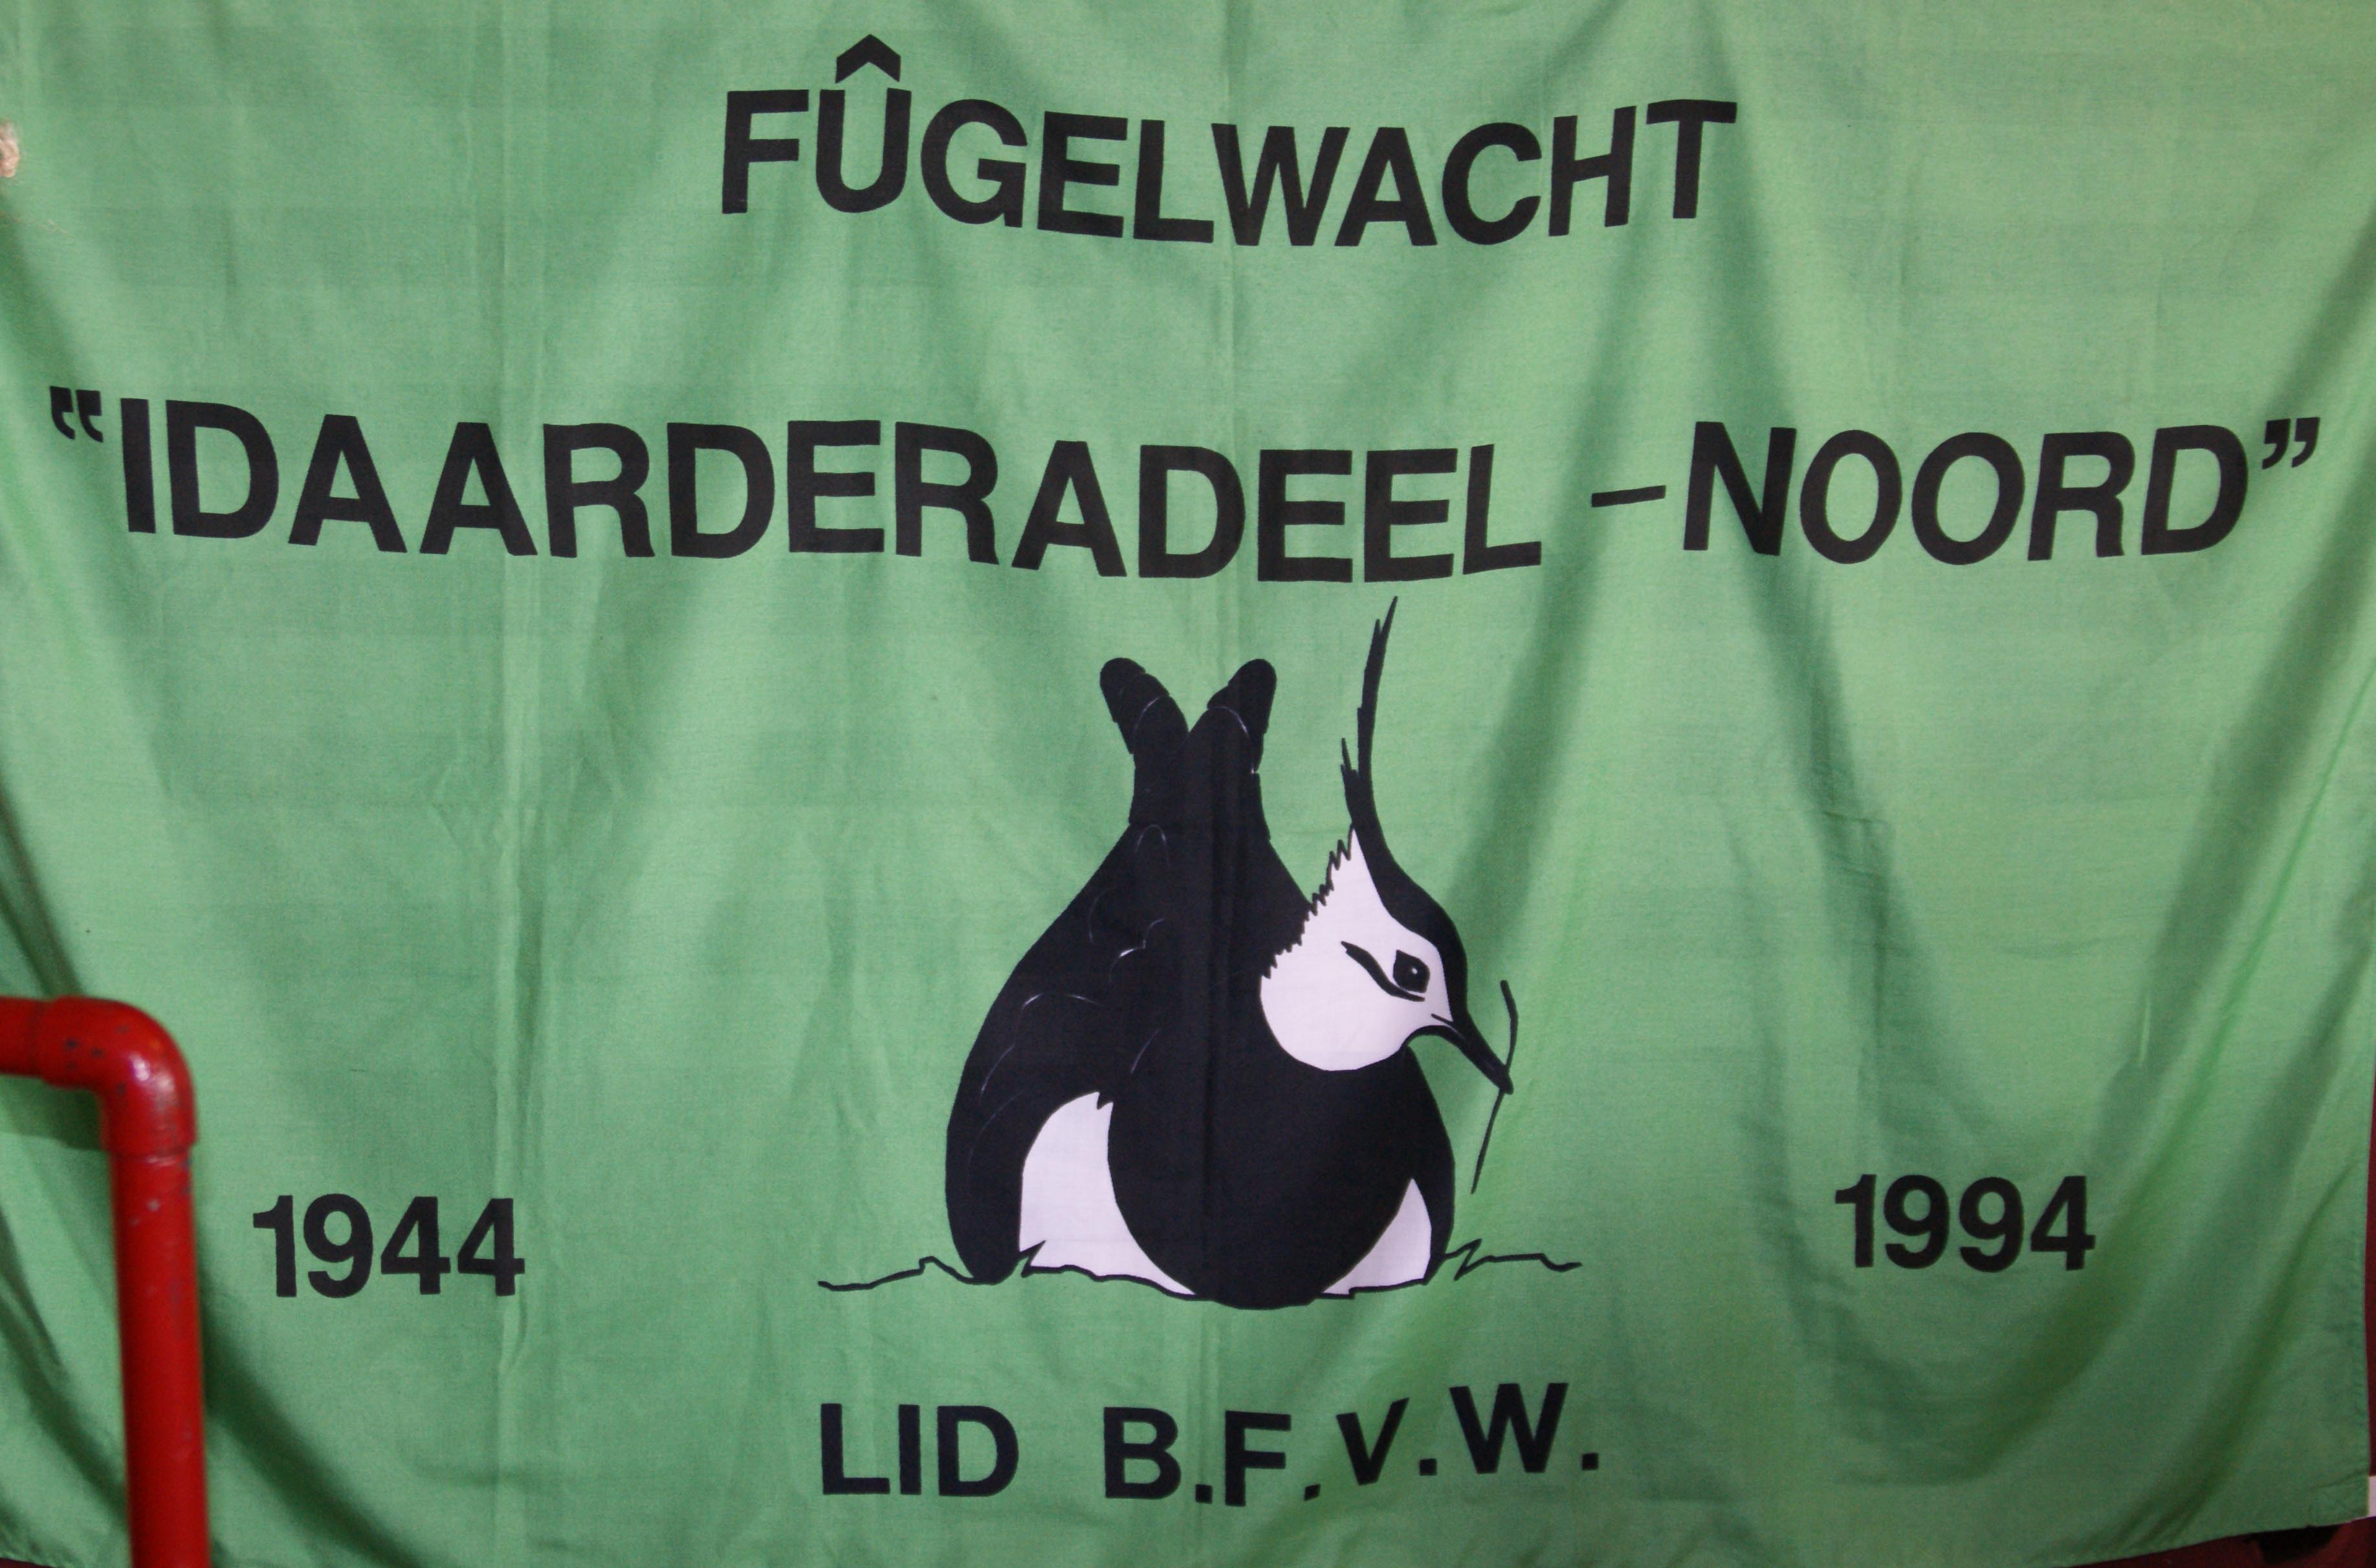 FÛGELWACHT
"IDAARDERADEEL -NOORD"
1944 1994
LID B.F.V.W.